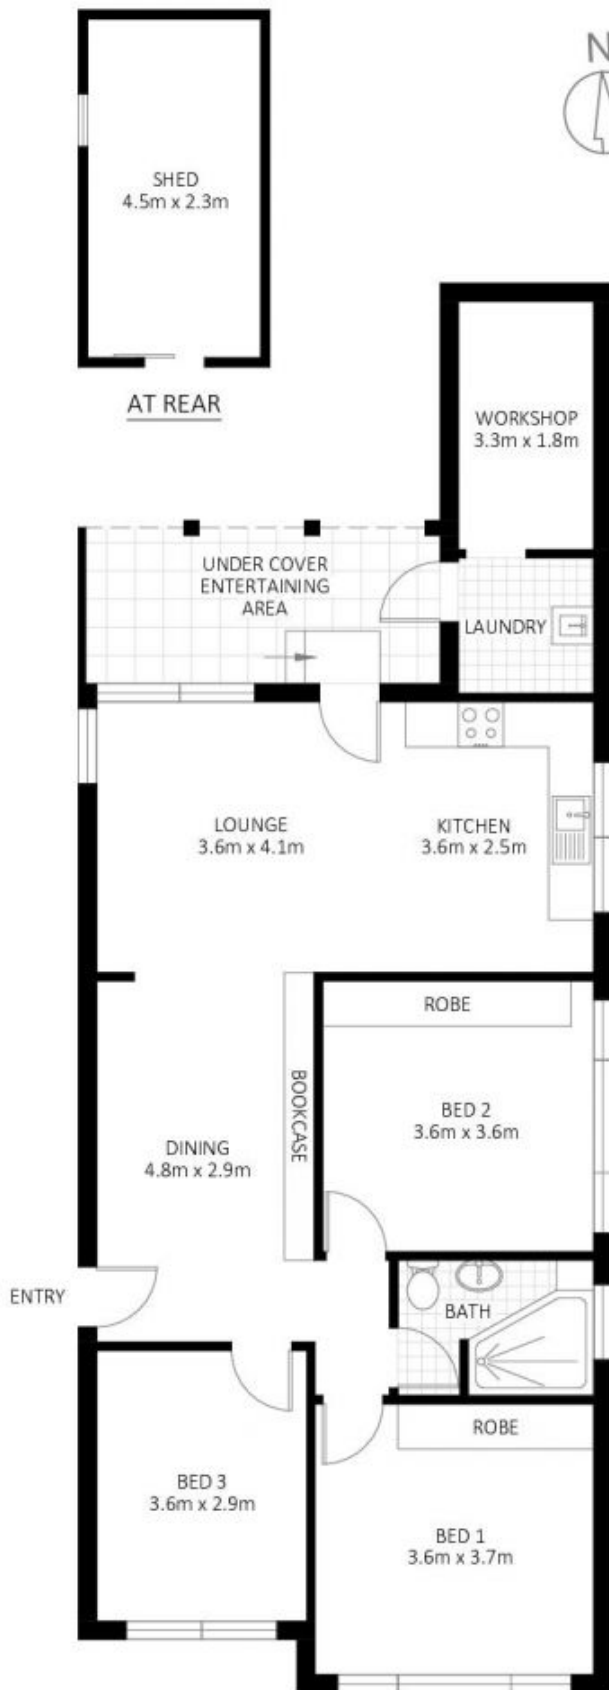 N
SHED
4.5m x 2.3m
AT REAR
WORKSHOP
3.3m x 1.8m
UNDER COVER
ENTERTAINING
AREA
LAUNDRY
LOUNGE
3.6m x 4.1m
KITCHEN
3.6m x 2.5m
ROBE
BOOKCASE
BED 2
3.6m x 3.6m
DINING
4.8m x 2.9m
ENTRY
BATH
ROBE
BED 3
3.6m x 2.9m
BED 1
3.6m x 3.7m